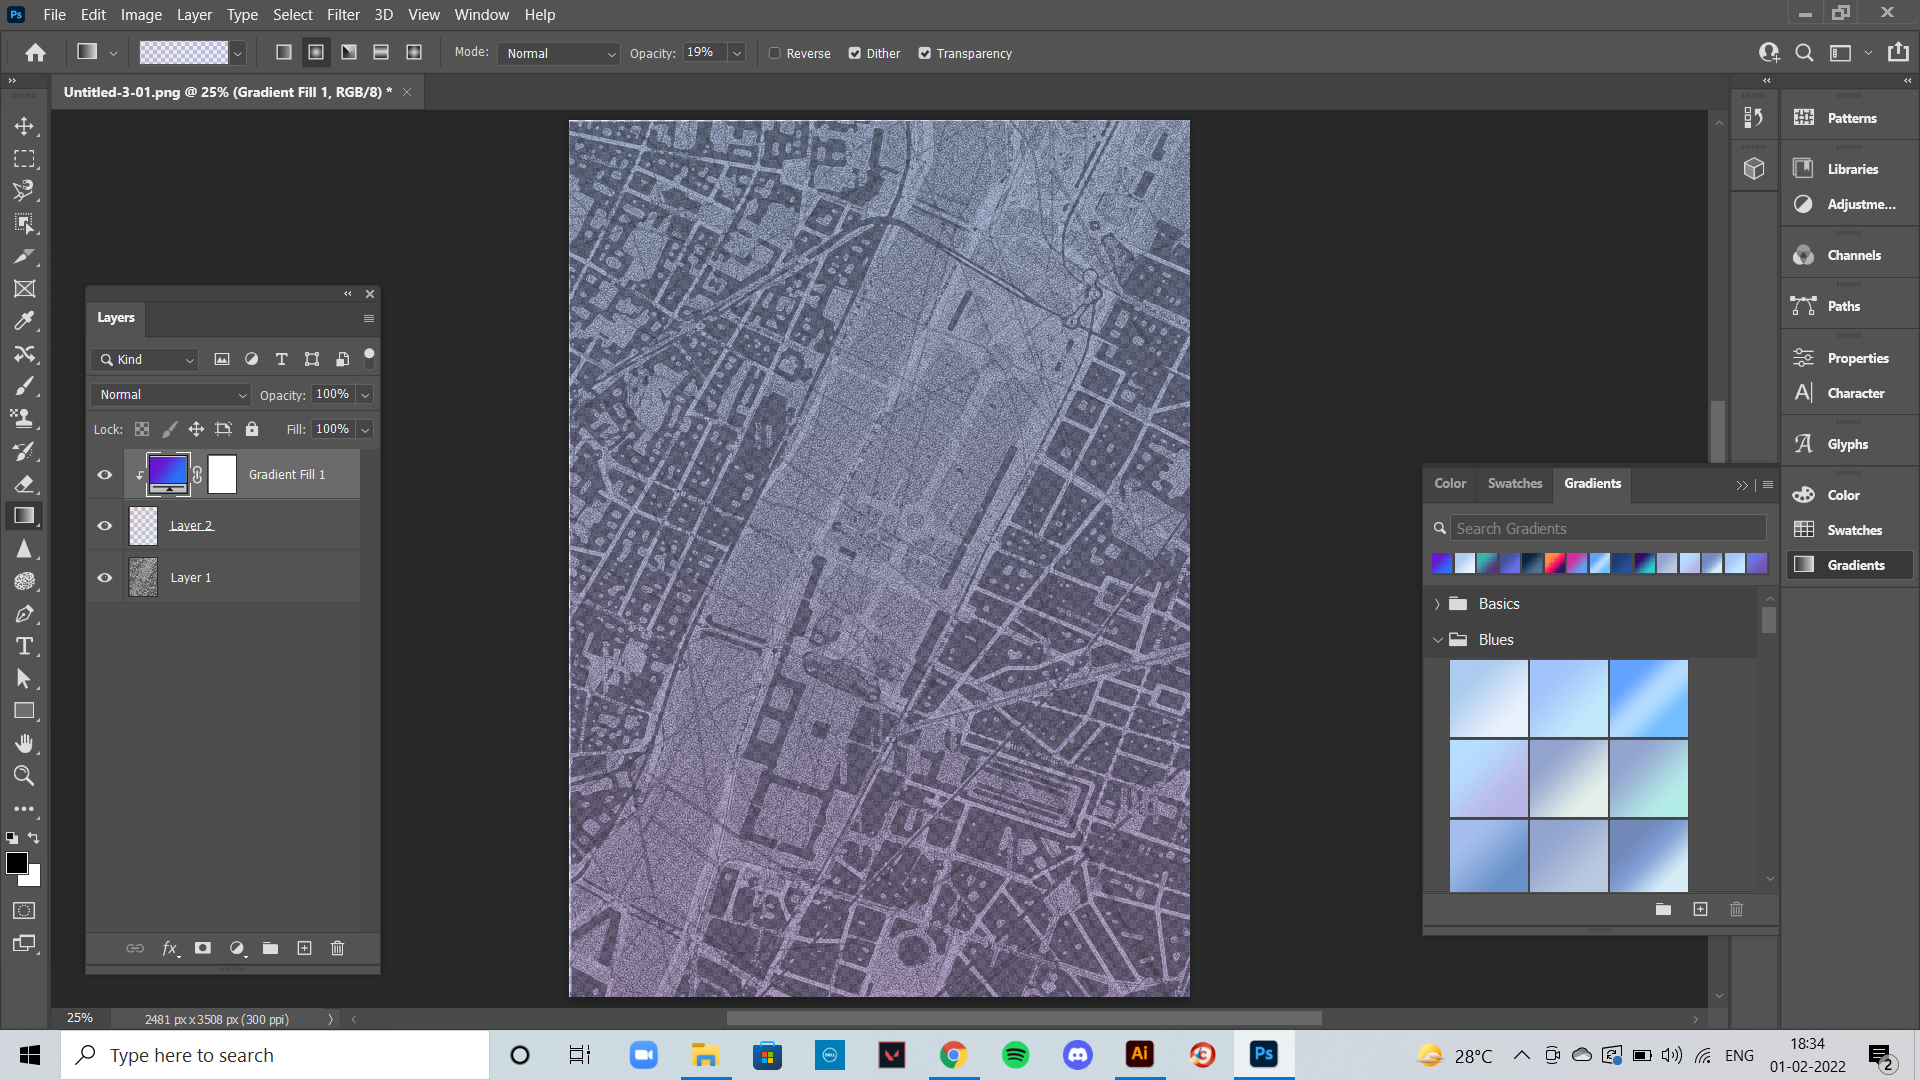 Ps File Edit Image Layer Type Select Filter 3D View Window Help
Mode: Normal Opacity: 19% Reverse Dither Transparency
Untitled-3-01.png @ 25% (Gradient Fill 1, RGB/8) *
Patterns
Libraries
Adjustme...
Channels
Paths
Properties
Character
Glyphs
Color
Swatches
Gradients
Layers
Kind
Normal Opacity: 100%
Lock: Fill: 100%
Gradient Fill 1
Layer 2
Layer 1
Color Swatches Gradients
Search Gradients
Basics
Blues
25% 2481 px x 3508 px (300 ppi)
Type here to search
DELL
Ai
Ps
28°C
ENG
18:34
01-02-2022
2